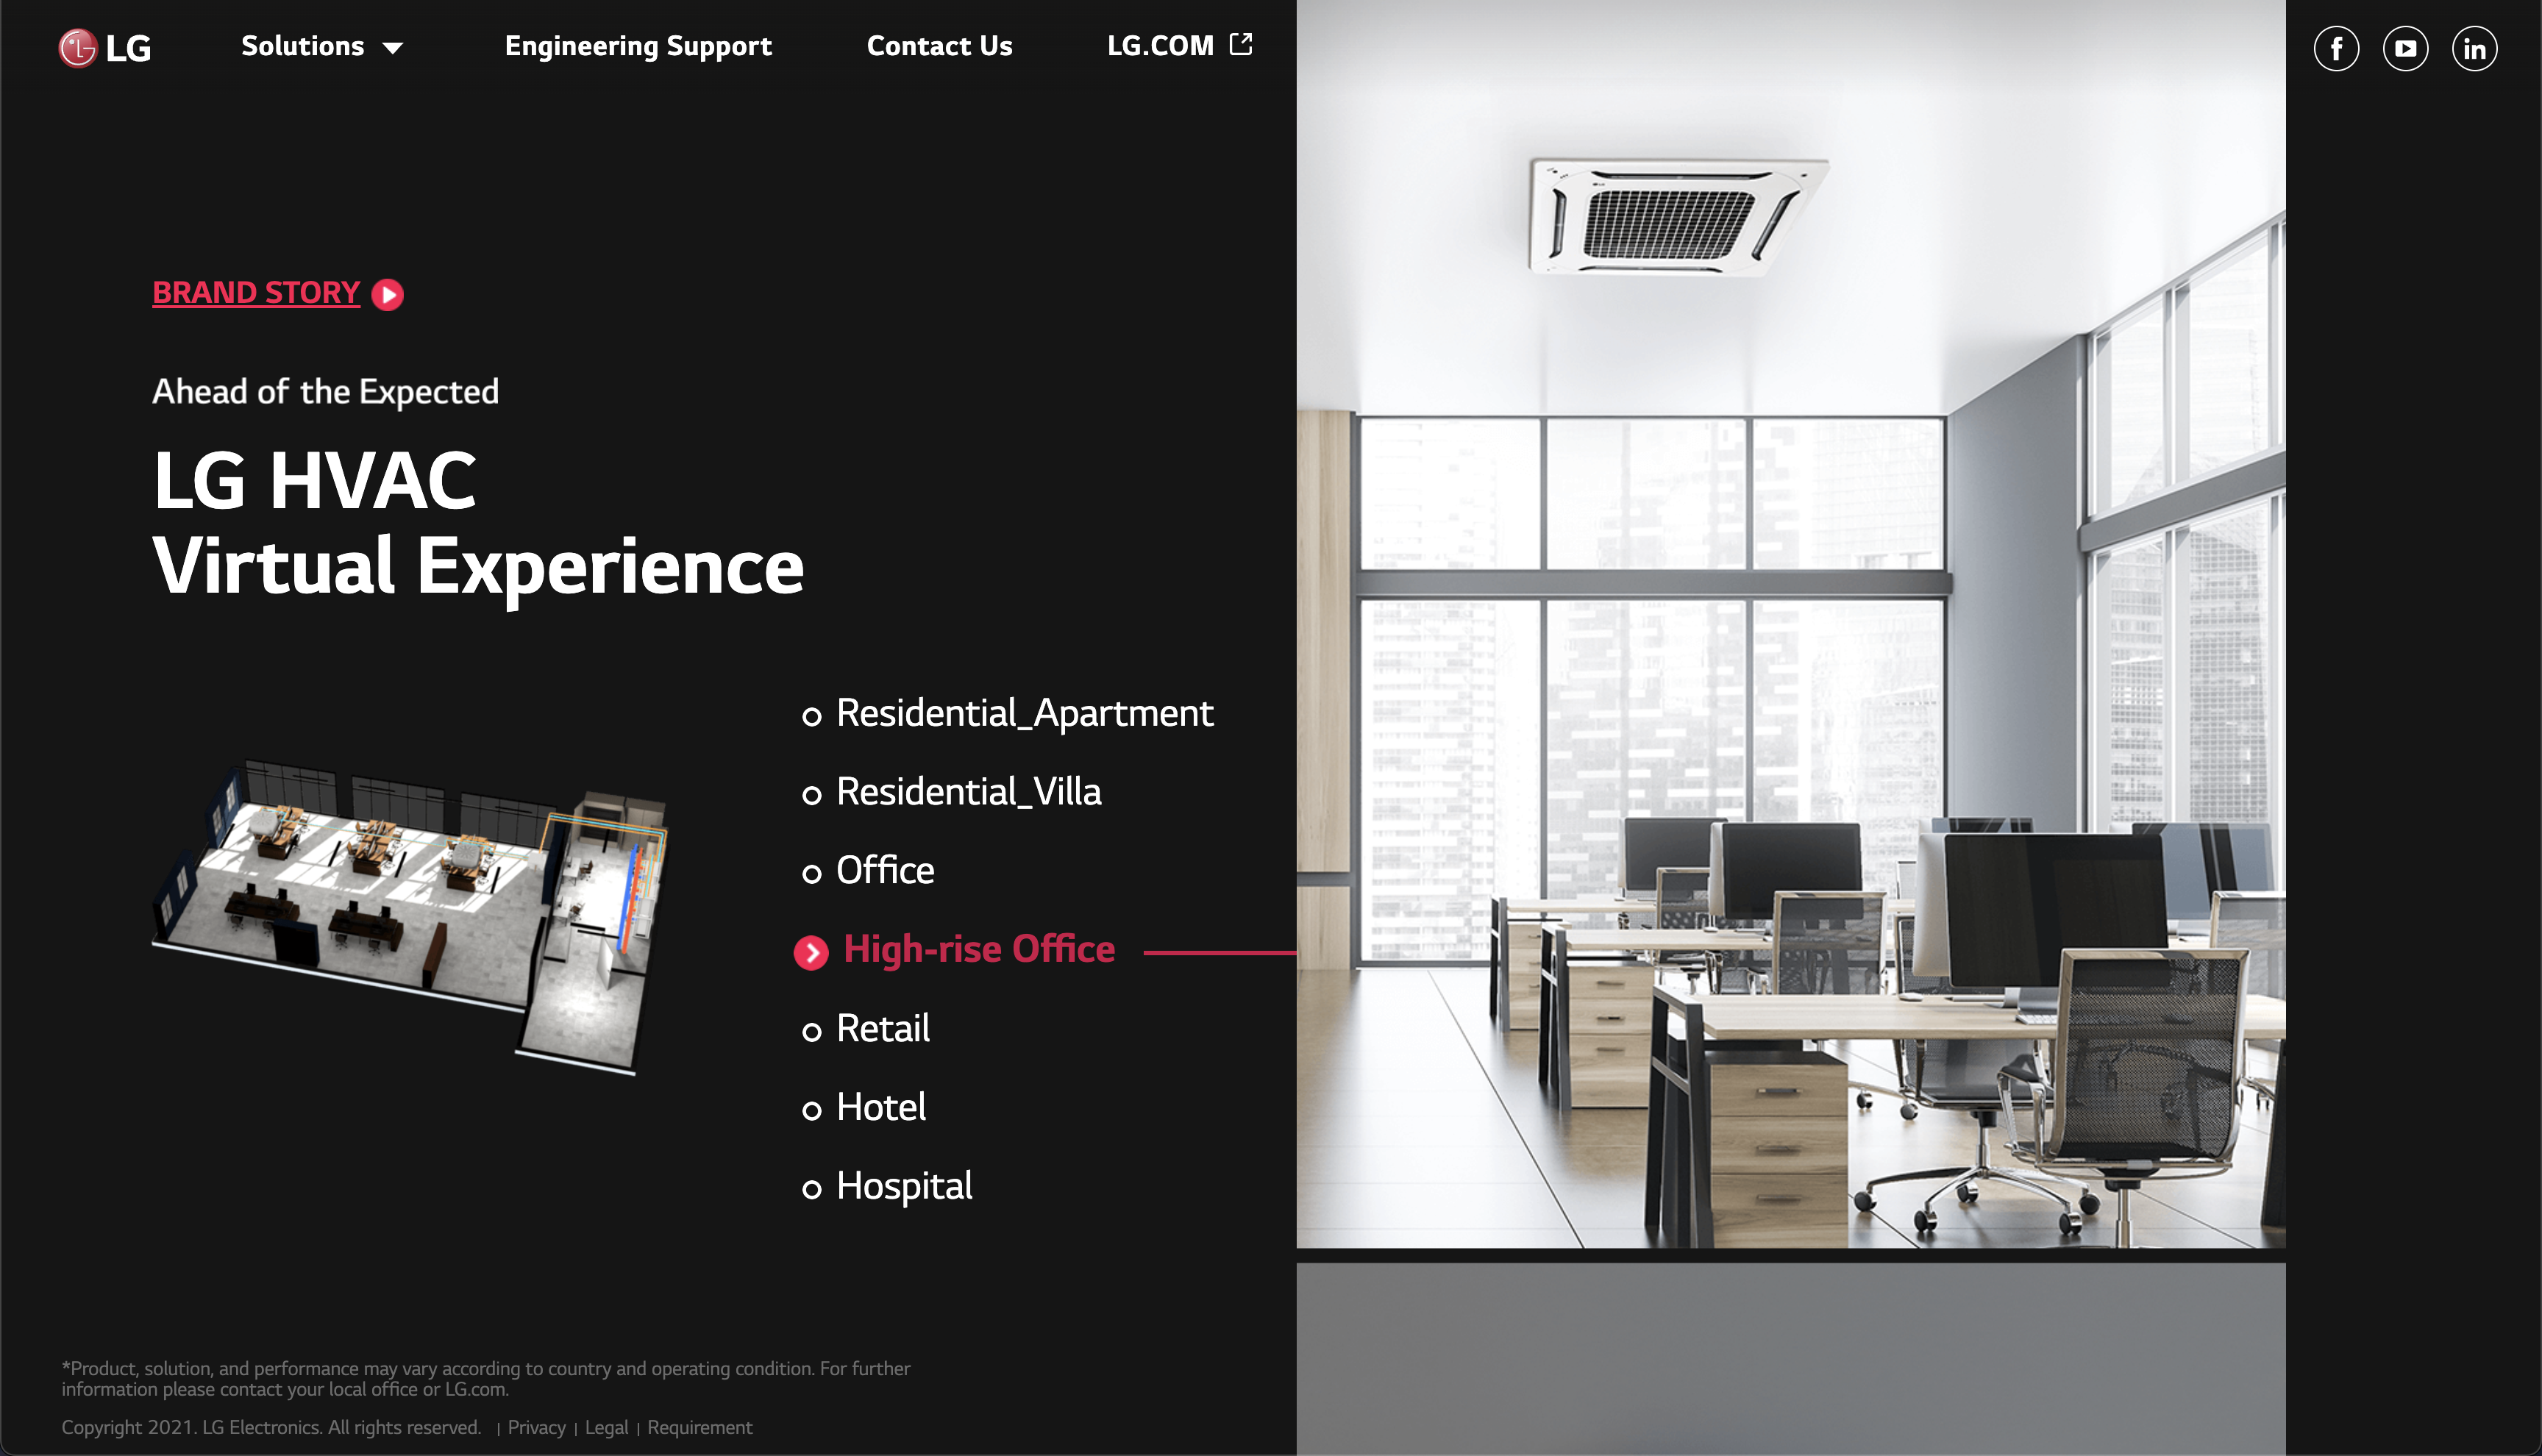 LG
Solutions
Engineering Support
Contact Us
LG.COM
BRAND STORY
Ahead of the Expected
LG HVAC
Virtual Experience
Residential_Apartment
Residential_Villa
Office
High-rise Office
Retail
Hotel
Hospital
*Product, solution, and performance may vary according to country and operating condition. For further
information please contact your local office or LG.com.
Copyright 2021. LG Electronics. All rights reserved. | Privacy | Legal | Requirement